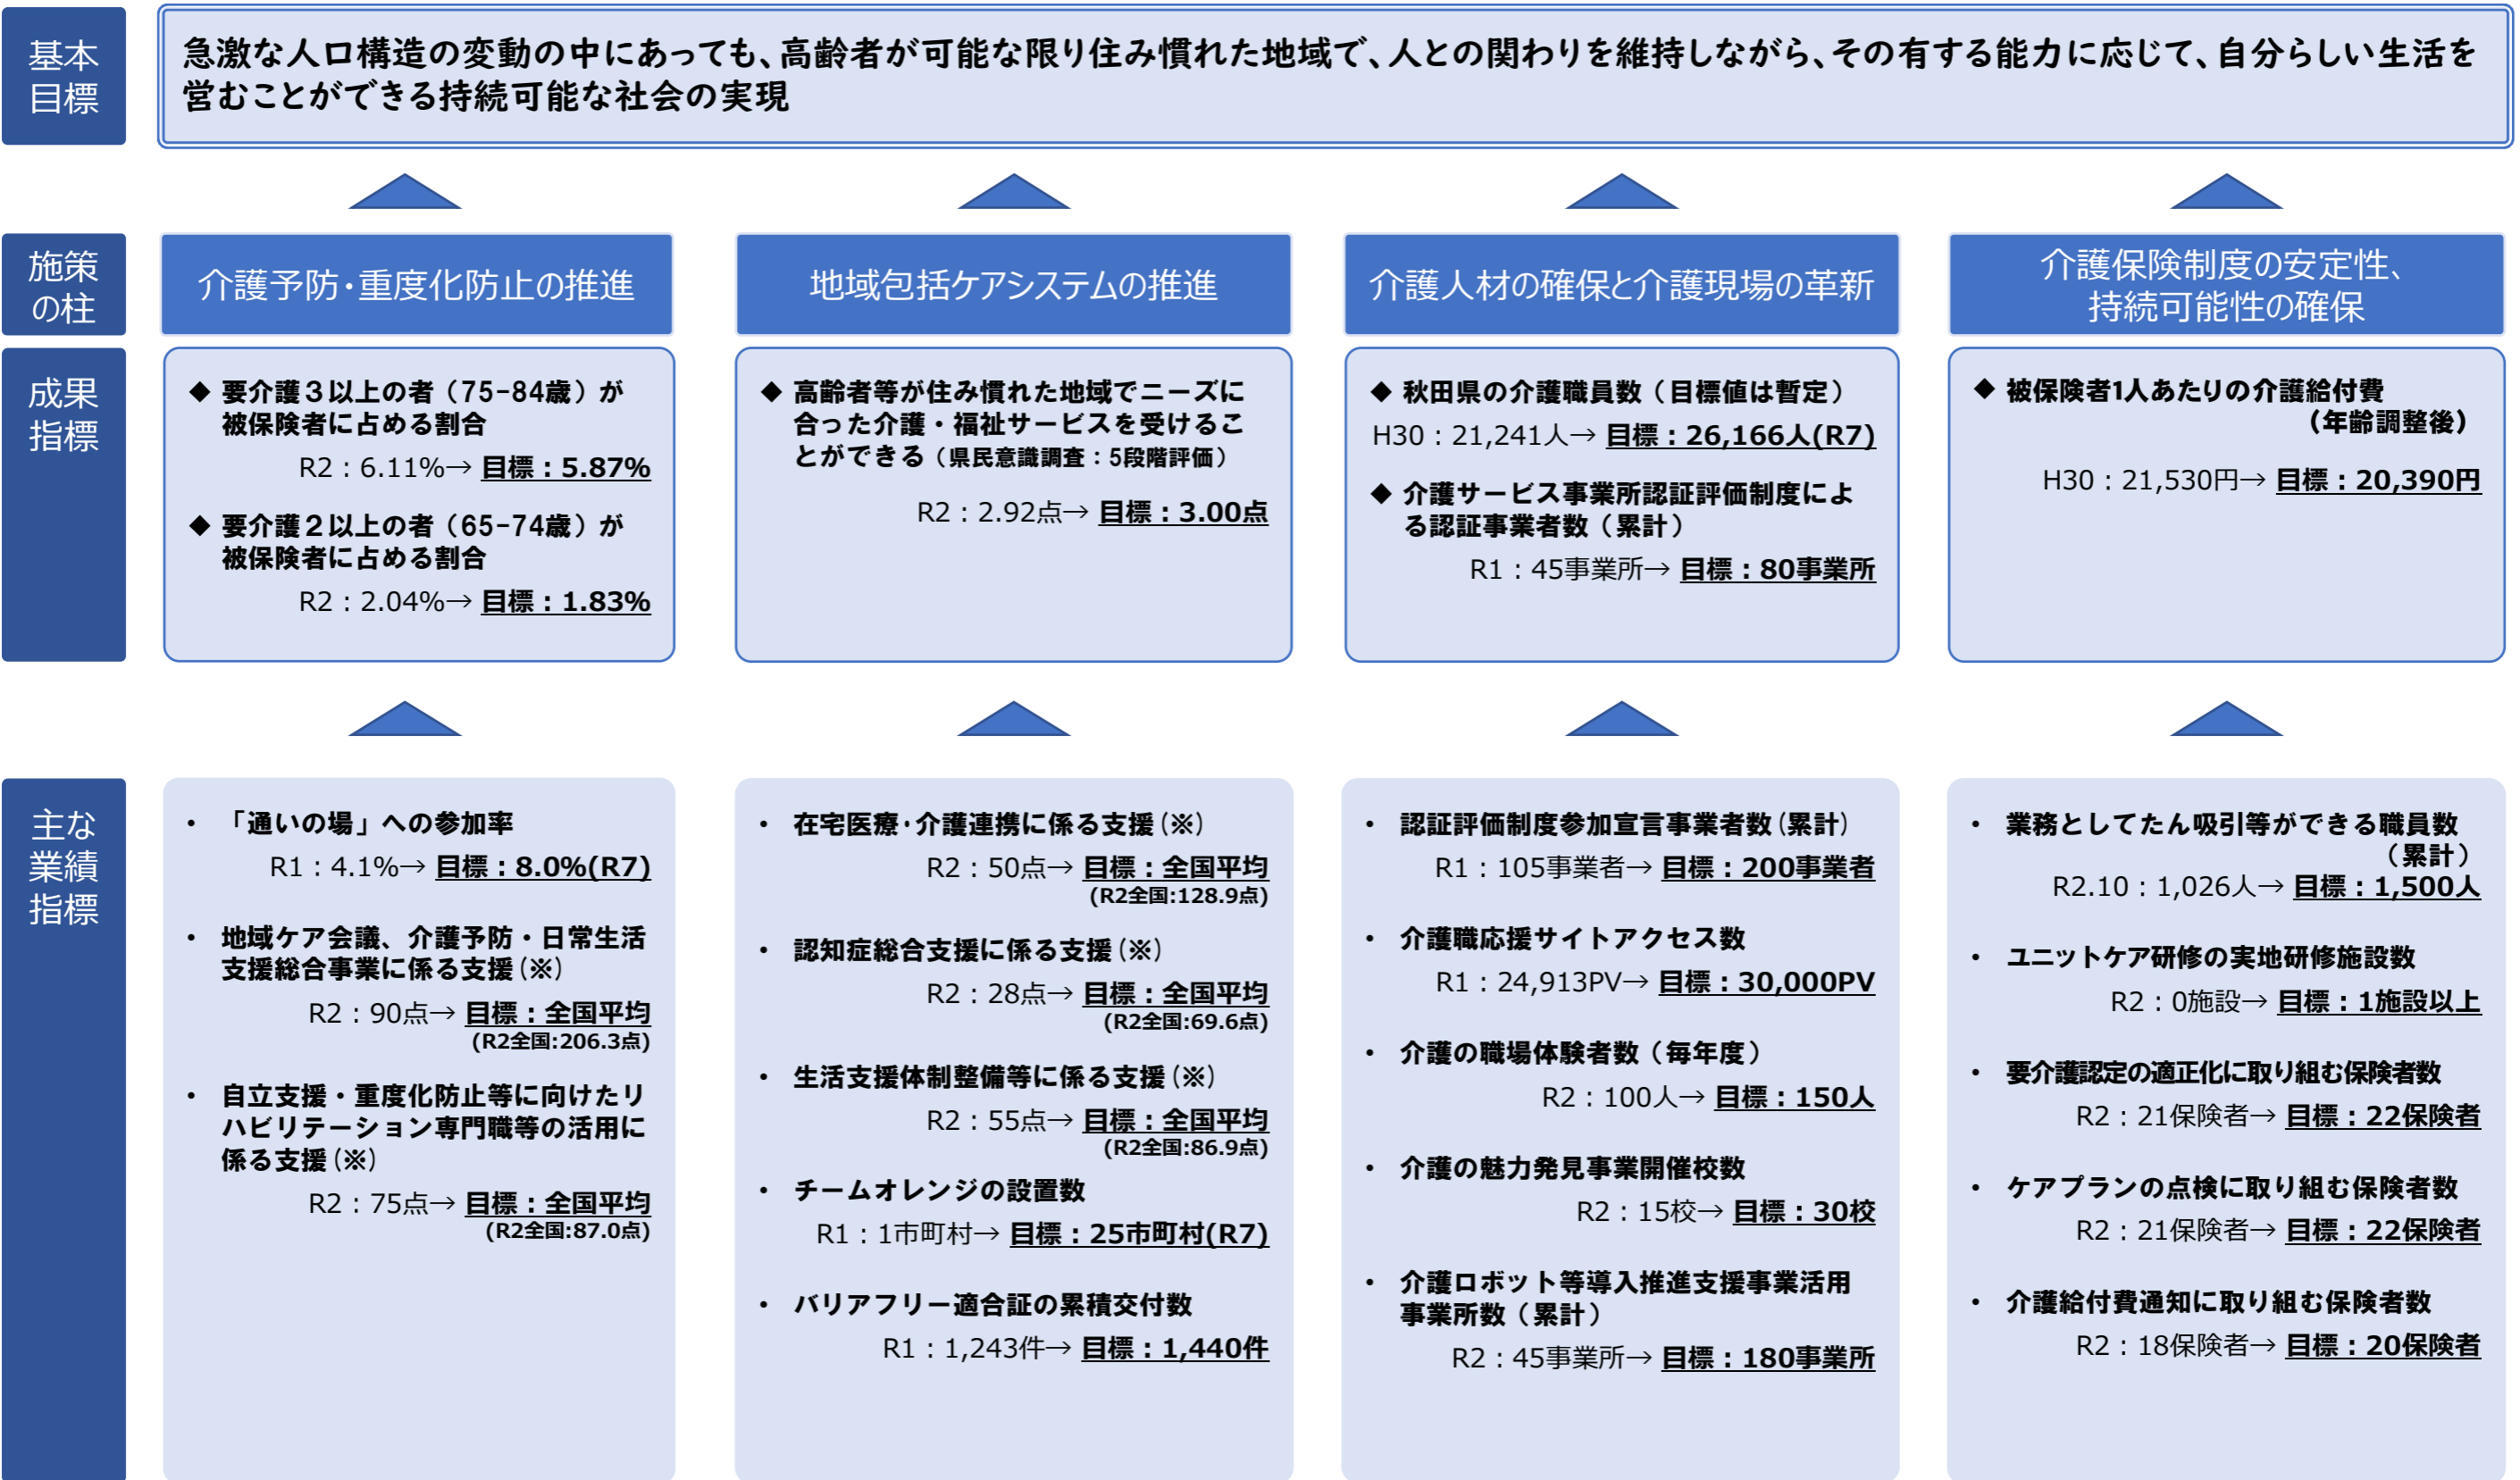 基本
目標
急激な人口構造の変動の中にあっても、高齢者が可能な限り住み慣れた地域で、人との関わりを維持しながら、その有する能力に応じて、自分らしい生活を
営むことができる持続可能な社会の実現
施策
の柱
介護予防・重度化防止の推進
地域包括ケアシステムの推進
介護人材の確保と介護現場の革新
介護保険制度の安定性、
持続可能性の確保
成果
指標
◆ 要介護３以上の者（75-84歳）が
被保険者に占める割合
R2：6.11%→ 目標：5.87%
◆ 要介護２以上の者（65-74歳）が
被保険者に占める割合
R2：2.04%→ 目標：1.83%
◆ 高齢者等が住み慣れた地域でニーズに
合った介護・福祉サービスを受けるこ
とができる（県民意識調査：5段階評価）
R2：2.92点→ 目標：3.00点
◆ 秋田県の介護職員数（目標値は暫定）
H30：21,241人→ 目標：26,166人(R7)
◆ 介護サービス事業所認証評価制度によ
る認証事業者数（累計）
R1：45事業所→ 目標：80事業所
◆ 被保険者1人あたりの介護給付費
（年齢調整後）
H30：21,530円→ 目標：20,390円
主な
業績
指標
・ 「通いの場」への参加率
R1：4.1%→ 目標：8.0%(R7)
・ 地域ケア会議、介護予防・日常生活
支援総合事業に係る支援(※)
R2：90点→ 目標：全国平均
(R2全国:206.3点)
・ 自立支援・重度化防止等に向けたリ
ハビリテーション専門職等の活用に
係る支援(※)
R2：75点→ 目標：全国平均
(R2全国:87.0点)
・ 在宅医療・介護連携に係る支援(※)
R2：50点→ 目標：全国平均
(R2全国:128.9点)
・ 認知症総合支援に係る支援(※)
R2：28点→ 目標：全国平均
(R2全国:69.6点)
・ 生活支援体制整備等に係る支援(※)
R2：55点→ 目標：全国平均
(R2全国:86.9点)
・ チームオレンジの設置数
R1：1市町村→ 目標：25市町村(R7)
・ バリアフリー適合証の累積交付数
R1：1,243件→ 目標：1,440件
・ 認証評価制度参加宣言事業者数(累計)
R1：105事業者→ 目標：200事業者
・ 介護職応援サイトアクセス数
R1：24,913PV→ 目標：30,000PV
・ 介護の職場体験者数（毎年度）
R2：100人→ 目標：150人
・ 介護の魅力発見事業開催校数
R2：15校→ 目標：30校
・ 介護ロボット等導入推進支援事業活用
事業所数（累計）
R2：45事業所→ 目標：180事業所
・ 業務としてたん吸引等ができる職員数
（累計）
R2.10：1,026人→ 目標：1,500人
・ ユニットケア研修の実地研修施設数
R2：0施設→ 目標：1施設以上
・ 要介護認定の適正化に取り組む保険者数
R2：21保険者→ 目標：22保険者
・ ケアプランの点検に取り組む保険者数
R2：21保険者→ 目標：22保険者
・ 介護給付費通知に取り組む保険者数
R2：18保険者→ 目標：20保険者